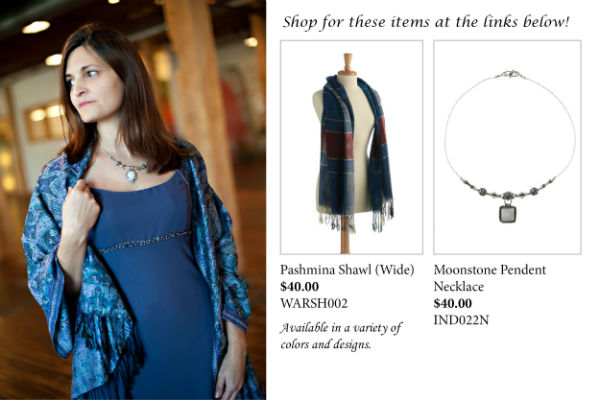 Shop for these items at the links below!
Pashmina Shawl (Wide)
$40.00
WARSH002
Available in a variety of
colors and designs.
Moonstone Pendent
Necklace
$40.00
IND022N